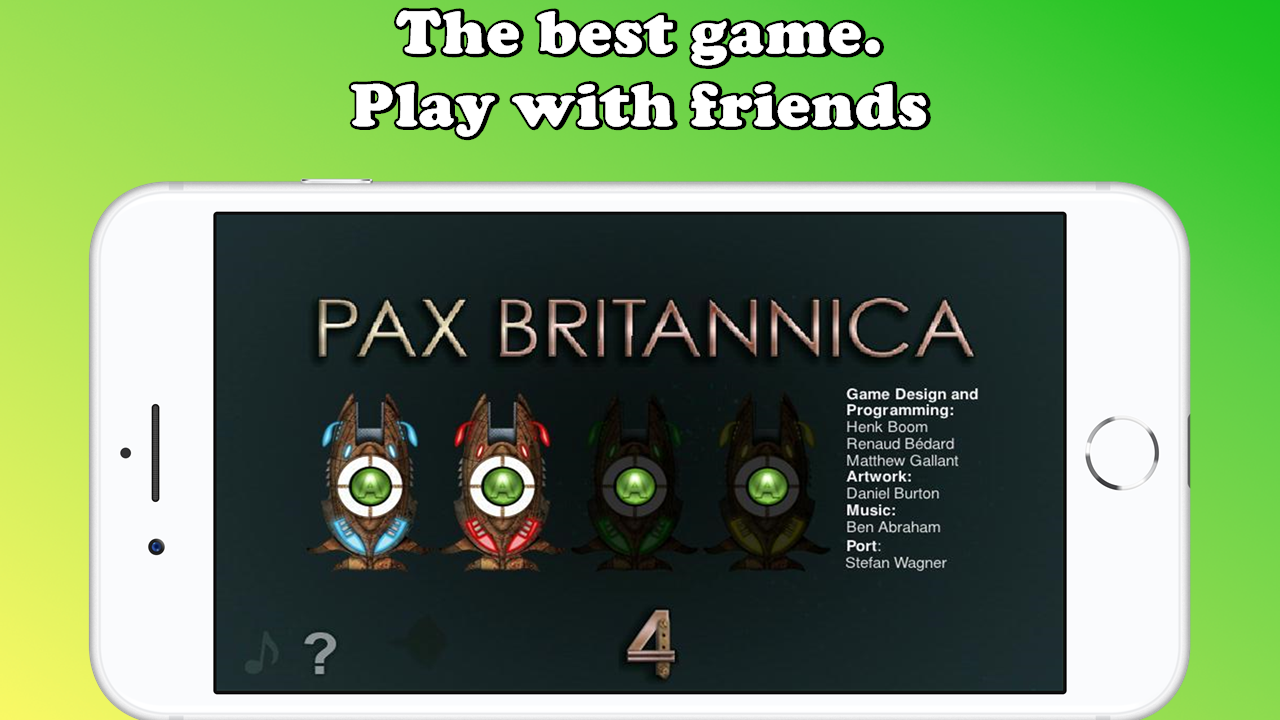 The best game.
Play with friends
PAX BRITANNICA
Game Design and
Programming:
Henk Boom
Renaud Bédard
Matthew Gallant
Artwork:
Daniel Burton
Music:
Ben Abraham
Port:
Stefan Wagner
A A A A
4
?